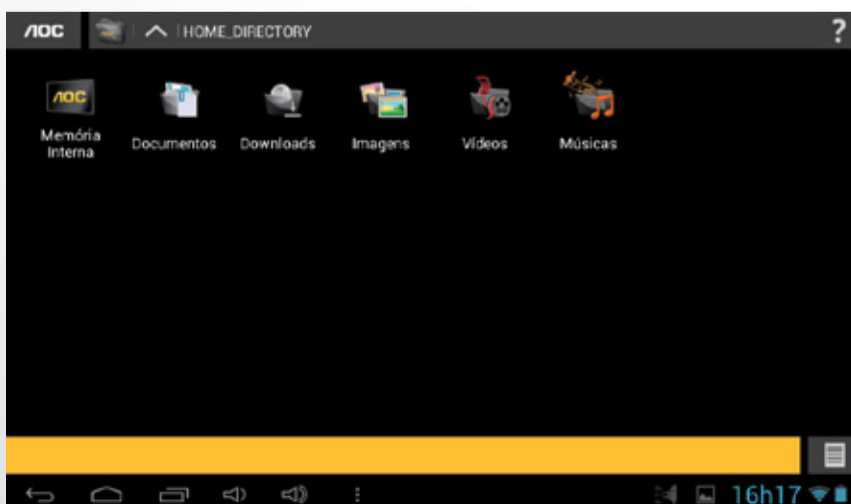 AOC
HOME_DIRECTORY
?
AOC
Memória
Interna
Documentos
Downloads
Imagens
Vídeos
Músicas
16h17